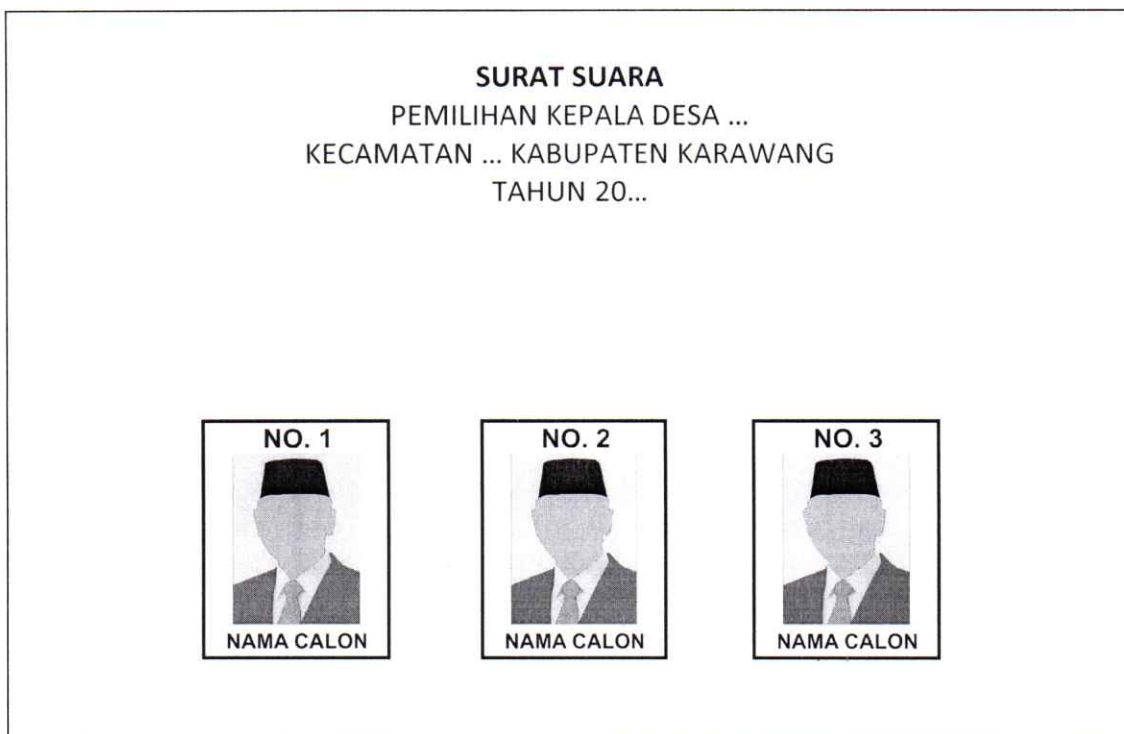 SURAT SUARA
PEMILIHAN KEPALA DESA ...
KECAMATAN ... KABUPATEN KARAWANG
TAHUN 20...
NO. 1
NAMA CALON
NO. 2
NAMA CALON
NO. 3
NAMA CALON